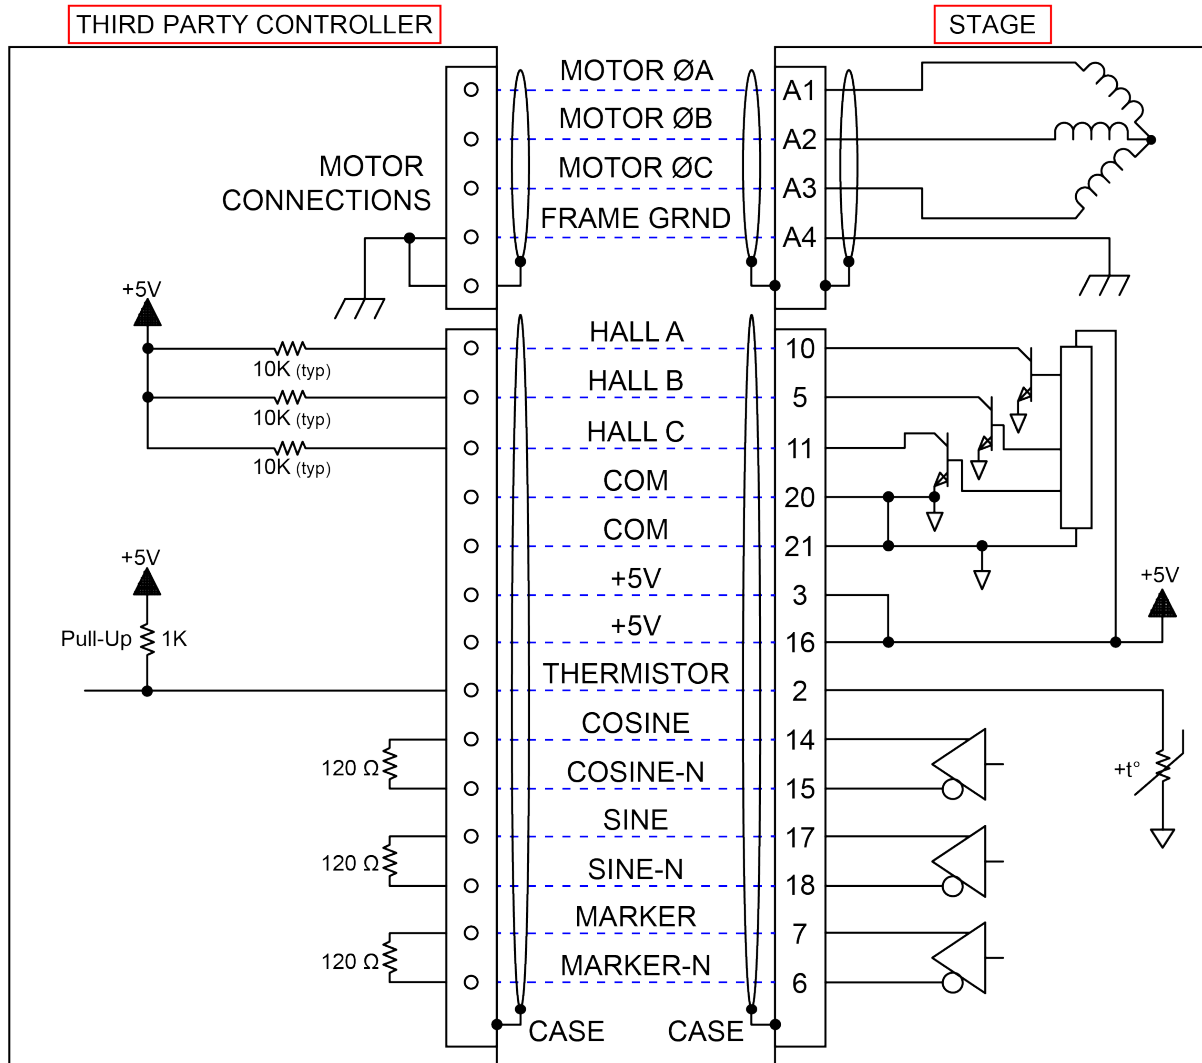 THIRD PARTY CONTROLLER
STAGE
MOTOR ØA
A1
MOTOR ØB
A2
MOTOR
CONNECTIONS
MOTOR ØC
A3
FRAME GRND
A4
+5V
HALL A
10
10K (typ)
HALL B
5
10K (typ)
HALL C
11
10K (typ)
COM
20
COM
21
+5V
+5V
3
+5V
+5V
16
Pull-Up
1K
THERMISTOR
2
COSINE
14
120 Ω
COSINE-N
15
+t°
SINE
17
120 Ω
SINE-N
18
MARKER
7
120 Ω
MARKER-N
6
CASE
CASE